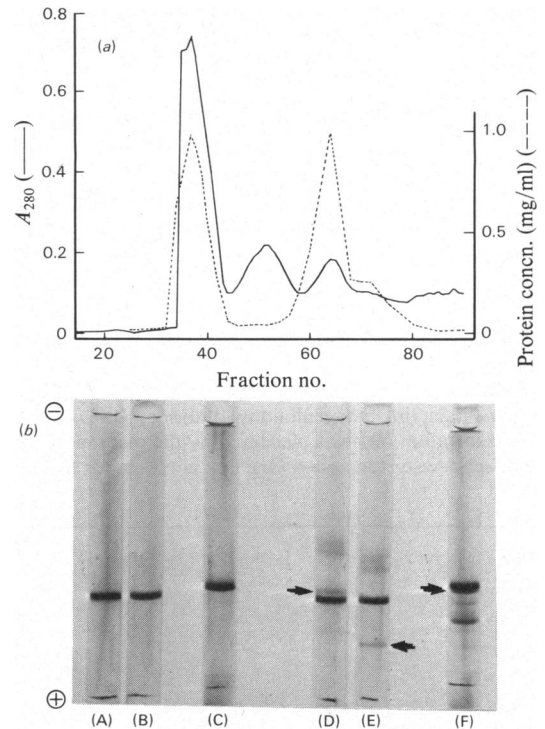 (a)
0.8
0.6
0.4
0.2
0
A280 (——)
1.0
0.5
0
Protein concn. (mg/ml) (-----)
20 40 60 80
Fraction no.
(b)
−
+
(A) (B) (C) (D) (E) (F)